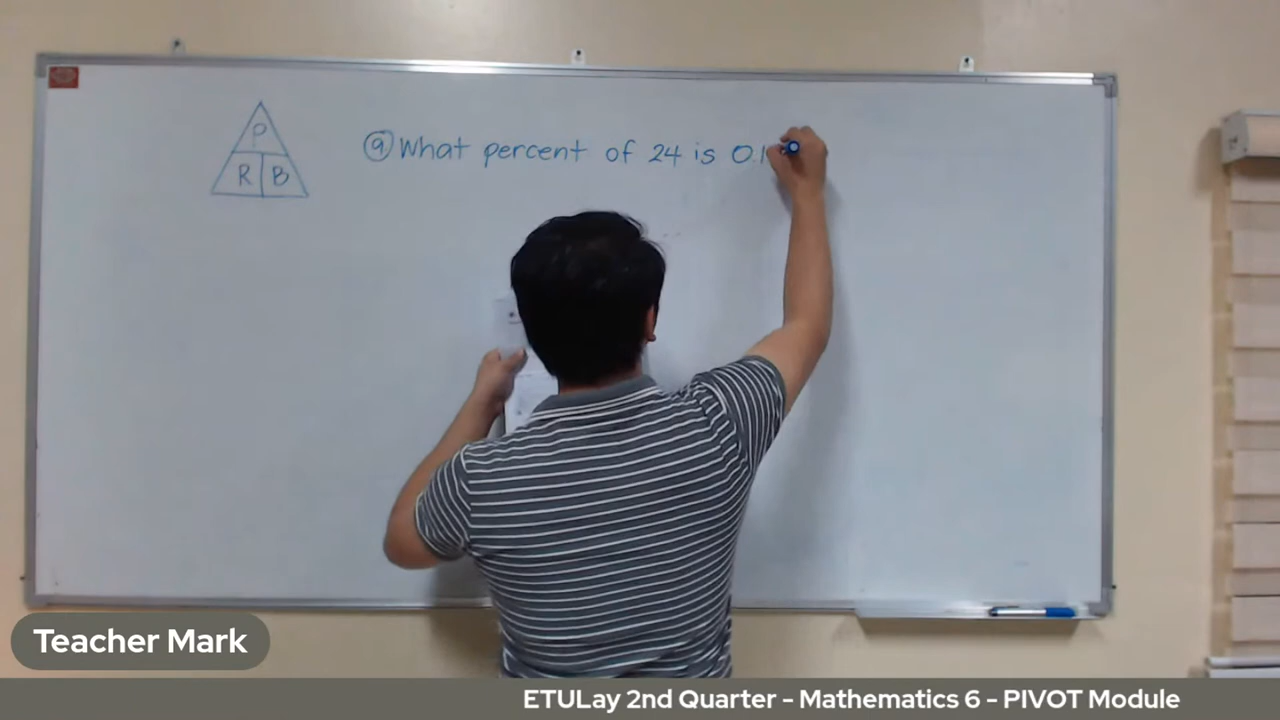 P
R B
⑨ What percent of 24 is 0.1
Teacher Mark
ETULay 2nd Quarter - Mathematics 6 - PIVOT Module